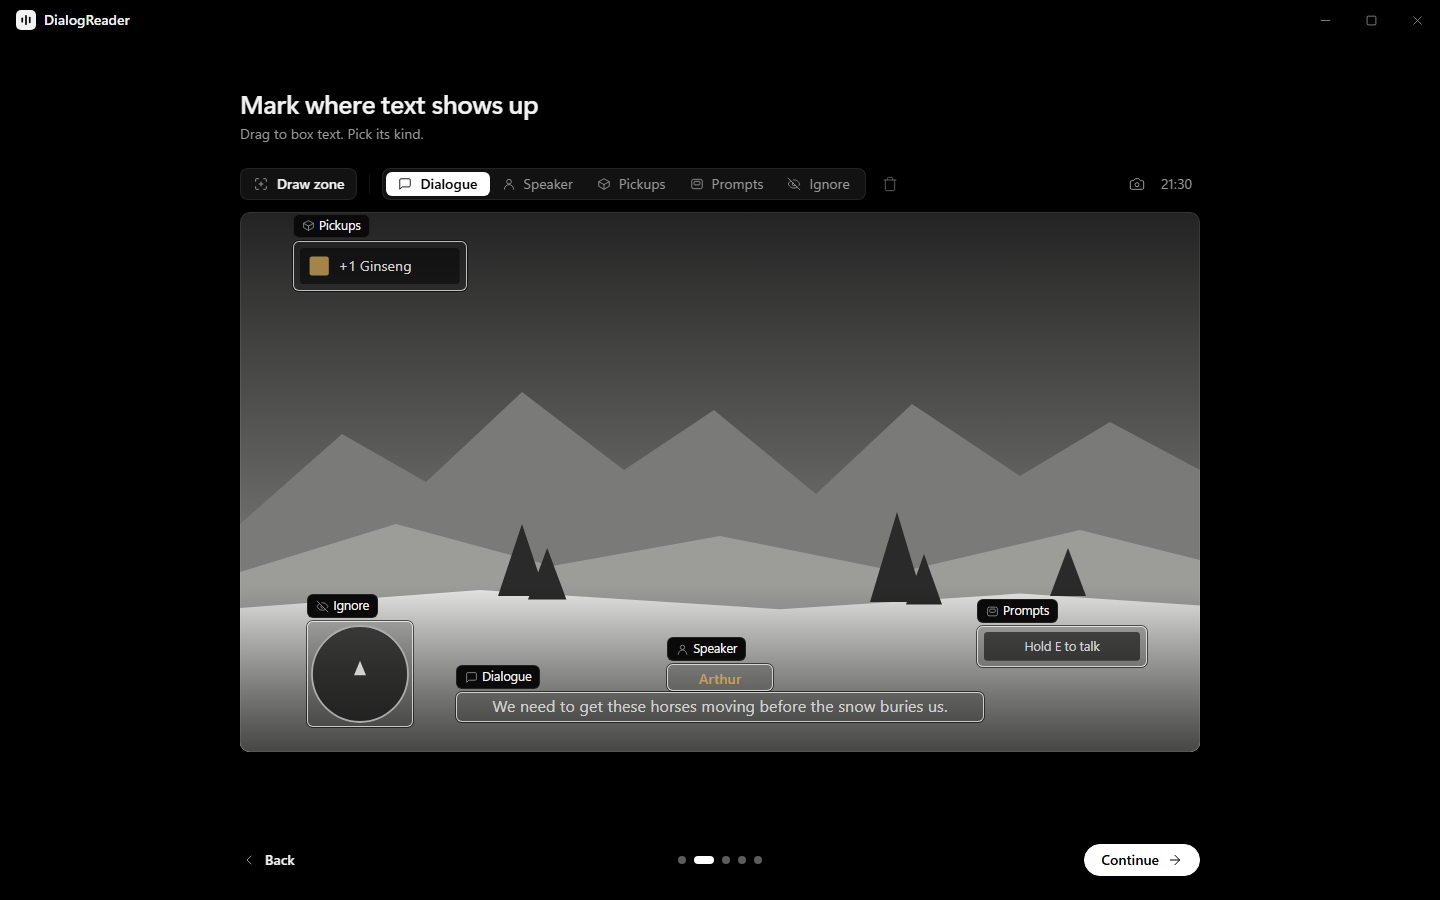 DialogReader
Mark where text shows up
Drag to box text. Pick its kind.
Draw zone
Dialogue
Speaker
Pickups
Prompts
Ignore
21:30
Pickups
+1 Ginseng
Ignore
Prompts
Hold E to talk
Speaker
Arthur
Dialogue
We need to get these horses moving before the snow buries us.
Back
Continue